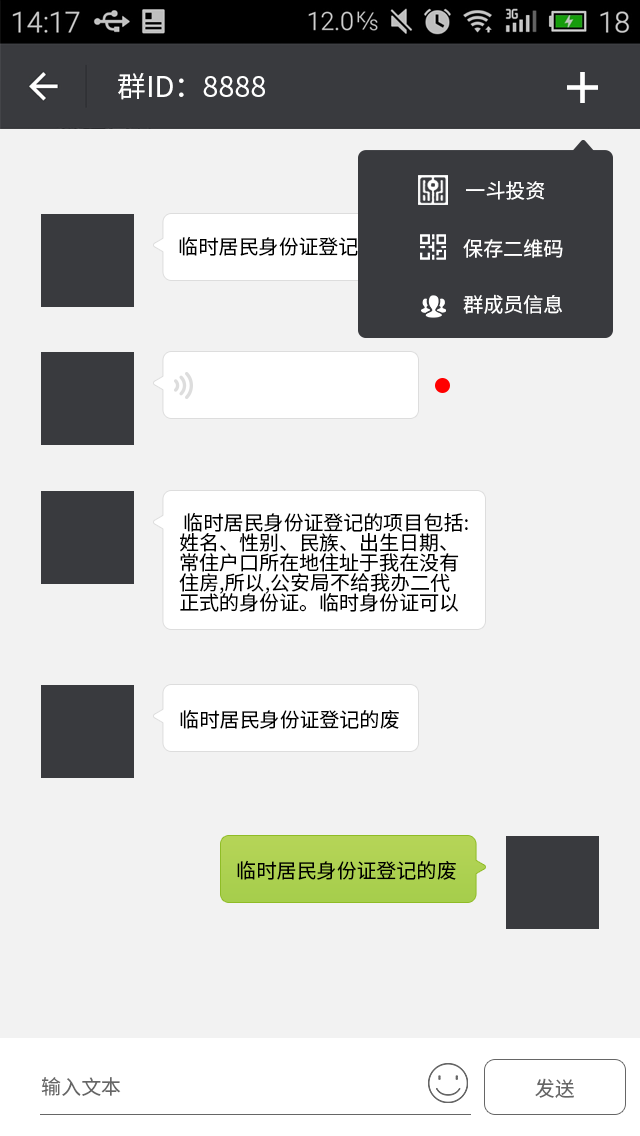 14:17
12.0K/s
3G
18
群ID：8888
一斗投资
临时居民身份证登记
保存二维码
群成员信息
临时居民身份证登记的项目包括:
姓名、性别、民族、出生日期、
常住户口所在地住址于我在没有
住房,所以,公安局不给我办二代
正式的身份证。临时身份证可以
临时居民身份证登记的废
临时居民身份证登记的废
输入文本
发送